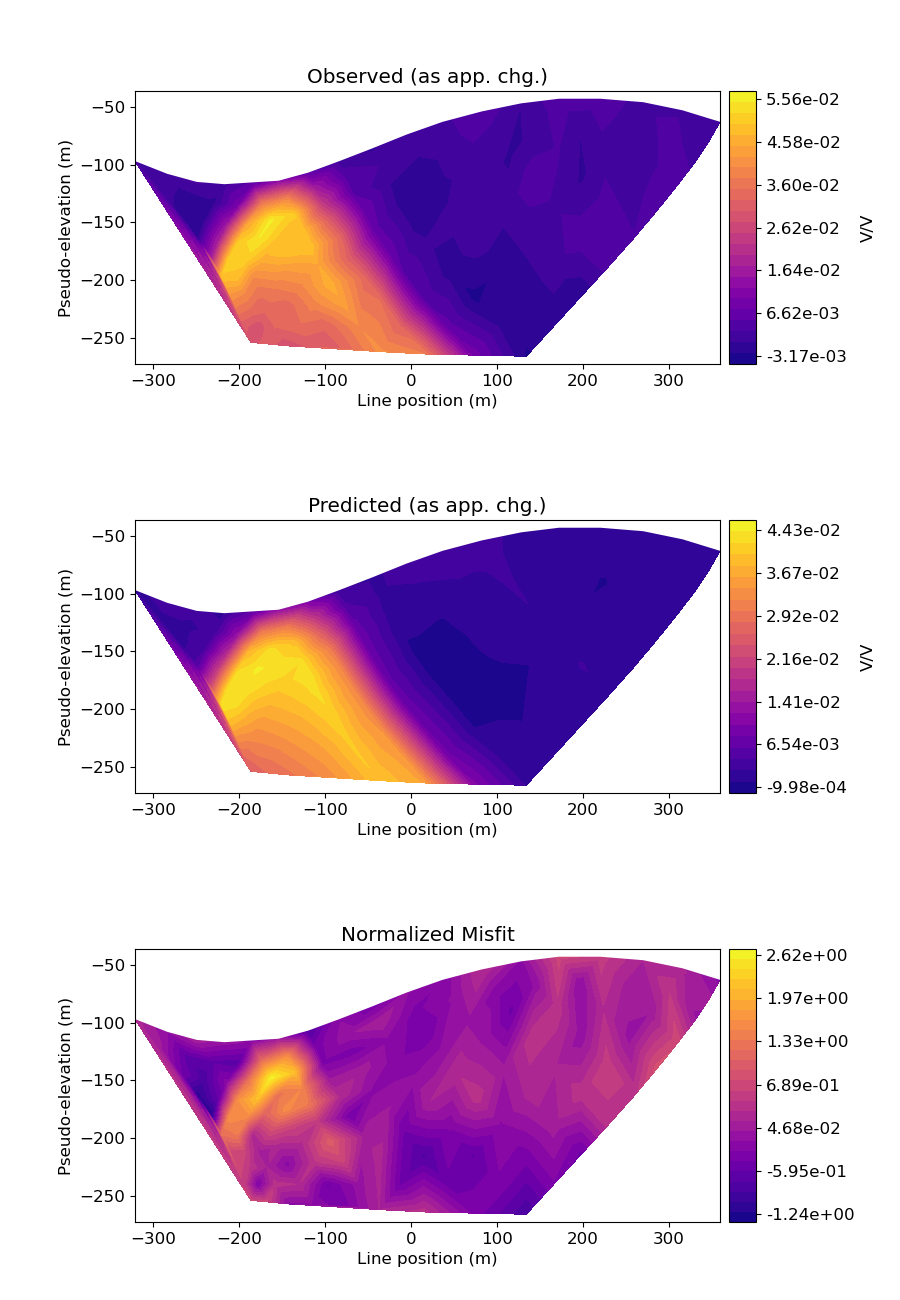 Observed (as app. chg.)
−50
−100
−150
−200
−250
Pseudo-elevation (m)
−300 −200 −100 0 100 200 300
Line position (m)
5.56e-02
4.58e-02
3.60e-02
2.62e-02
1.64e-02
6.62e-03
-3.17e-03
V/V
Predicted (as app. chg.)
−50
−100
−150
−200
−250
Pseudo-elevation (m)
−300 −200 −100 0 100 200 300
Line position (m)
4.43e-02
3.67e-02
2.92e-02
2.16e-02
1.41e-02
6.54e-03
-9.98e-04
V/V
Normalized Misfit
−50
−100
−150
−200
−250
Pseudo-elevation (m)
−300 −200 −100 0 100 200 300
Line position (m)
2.62e+00
1.97e+00
1.33e+00
6.89e-01
4.68e-02
-5.95e-01
-1.24e+00